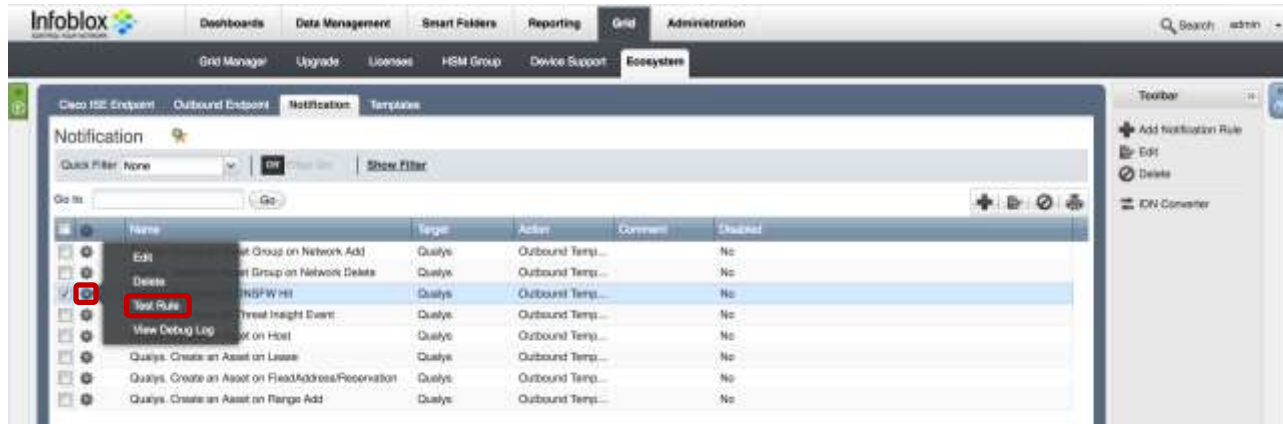 Infoblox
CONTROL YOUR NETWORK
Dashboards Data Management Smart Folders Reporting Grid Administration
Search admin
Grid Manager Upgrade Licenses HSM Group Device Support Ecosystem
Cisco ISE Endpoint Outbound Endpoint Notification Templates
Toolbar
Notification
Add Notification Rule
Quick Filter None Off Show Filter
Edit
Delete
Go to Go
IDN Converter
Name Target Action Comment Disabled
et Group on Network Add Qualys Outbound Temp... No
Edit
et Group on Network Delete Qualys Outbound Temp... No
Delete
NSFW Hit Qualys Outbound Temp... No
Test Rule
Threat Insight Event Qualys Outbound Temp... No
View Debug Log
et on Host Qualys Outbound Temp... No
Qualys. Create an Asset on Lease Qualys Outbound Temp... No
Qualys. Create an Asset on FixedAddress/Reservation Qualys Outbound Temp... No
Qualys. Create an Asset on Range Add Qualys Outbound Temp... No